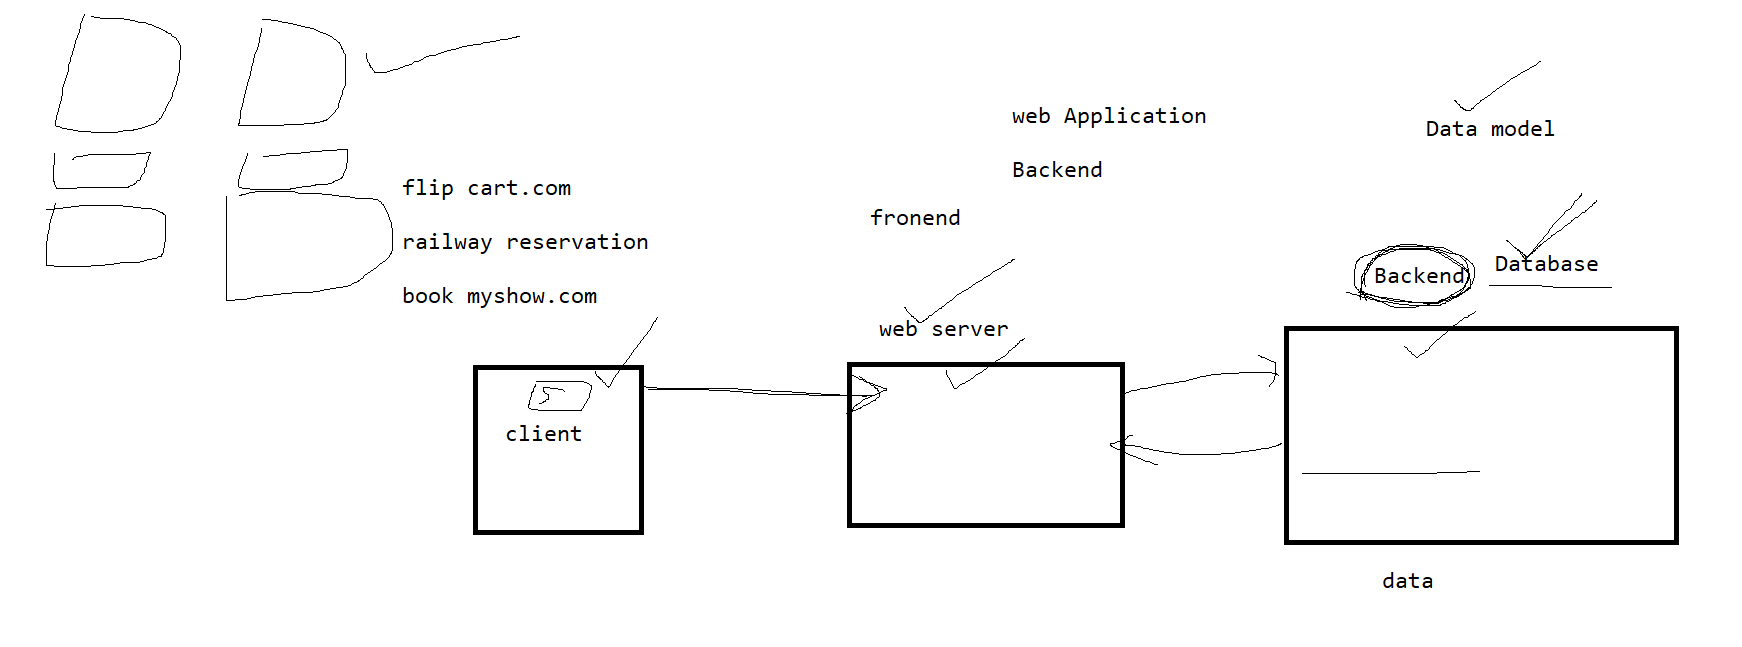 web Application
Data model
Backend
flip cart.com
fronend
railway reservation
Backend
Database
book myshow.com
web server
client
data